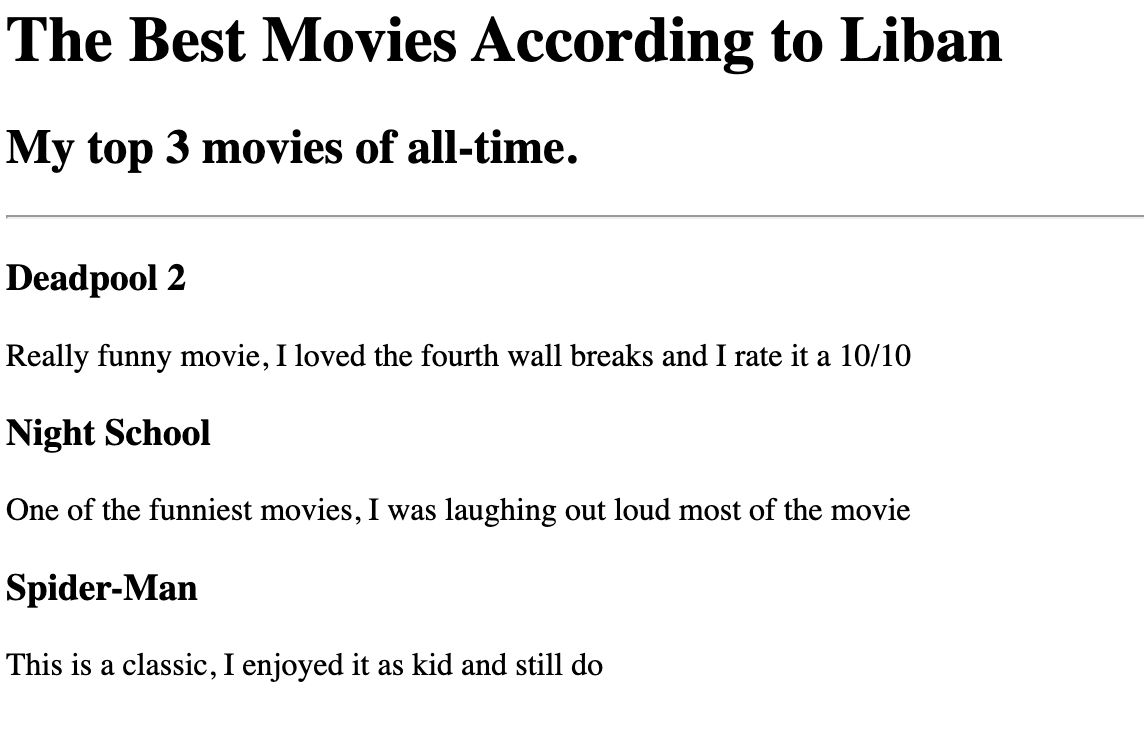 The Best Movies According to Liban
My top 3 movies of all-time.
Deadpool 2
Really funny movie, I loved the fourth wall breaks and I rate it a 10/10
Night School
One of the funniest movies, I was laughing out loud most of the movie
Spider-Man
This is a classic, I enjoyed it as kid and still do